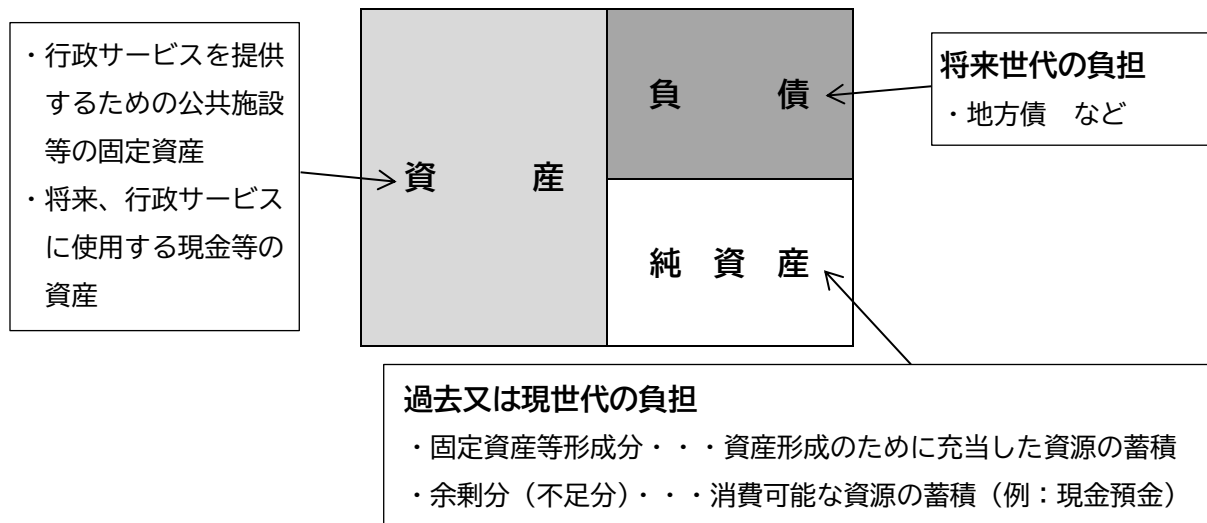 ・行政サービスを提供
するための公共施設
等の固定資産
・将来、行政サービス
に使用する現金等の
資産
資　産
負　債
純 資 産
将来世代の負担
・地方債　など
過去又は現世代の負担
・固定資産等形成分・・・資産形成のために充当した資源の蓄積
・余剰分（不足分）・・・消費可能な資源の蓄積（例：現金預金）